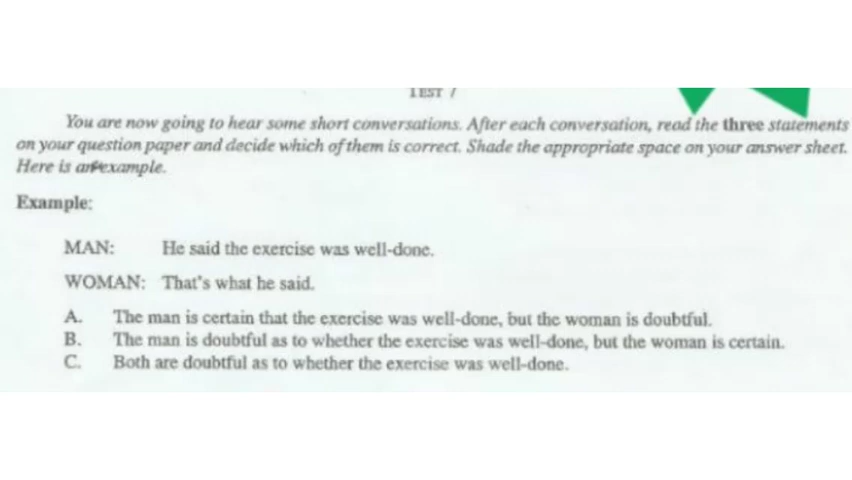 TEST 7
You are now going to hear some short conversations. After each conversation, read the three statements
on your question paper and decide which of them is correct. Shade the appropriate space on your answer sheet.
Here is an example.
Example:
MAN: He said the exercise was well-done.
WOMAN: That's what he said.
A. The man is certain that the exercise was well-done, but the woman is doubtful.
B. The man is doubtful as to whether the exercise was well-done, but the woman is certain.
C. Both are doubtful as to whether the exercise was well-done.